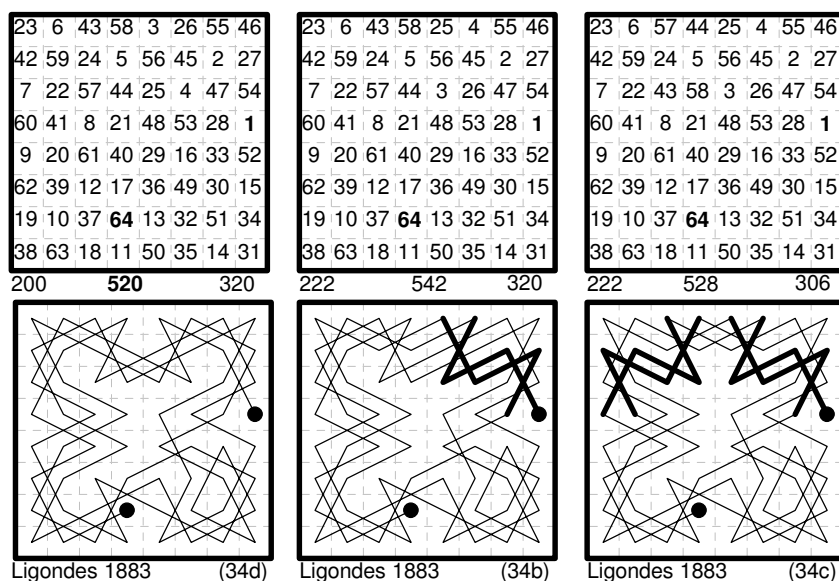 23 6 43 58 3 26 55 46
42 59 24 5 56 45 2 27
7 22 57 44 25 4 47 54
60 41 8 21 48 53 28 1
9 20 61 40 29 16 33 52
62 39 12 17 36 49 30 15
19 10 37 64 13 32 51 34
38 63 18 11 50 35 14 31
200 520 320
23 6 43 58 25 4 55 46
42 59 24 5 56 45 2 27
7 22 57 44 3 26 47 54
60 41 8 21 48 53 28 1
9 20 61 40 29 16 33 52
62 39 12 17 36 49 30 15
19 10 37 64 13 32 51 34
38 63 18 11 50 35 14 31
222 542 320
23 6 57 44 25 4 55 46
42 59 24 5 56 45 2 27
7 22 43 58 3 26 47 54
60 41 8 21 48 53 28 1
9 20 61 40 29 16 33 52
62 39 12 17 36 49 30 15
19 10 37 64 13 32 51 34
38 63 18 11 50 35 14 31
222 528 306
Ligondes 1883 (34d)
Ligondes 1883 (34b)
Ligondes 1883 (34c)